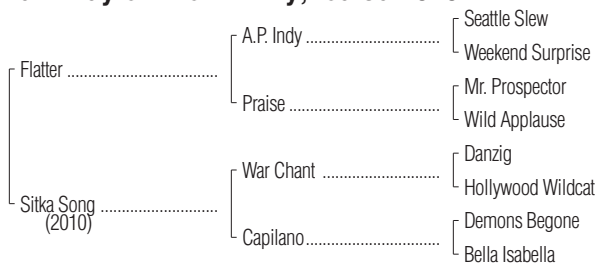 Seattle Slew
A.P. Indy ..........................................
Weekend Surprise
Flatter ..............................................
Mr. Prospector
Praise ..............................................
Wild Applause
Danzig
War Chant ....................................
Hollywood Wildcat
Sitka Song ....................................
(2010)
Demons Begone
Capilano..........................................
Bella Isabella